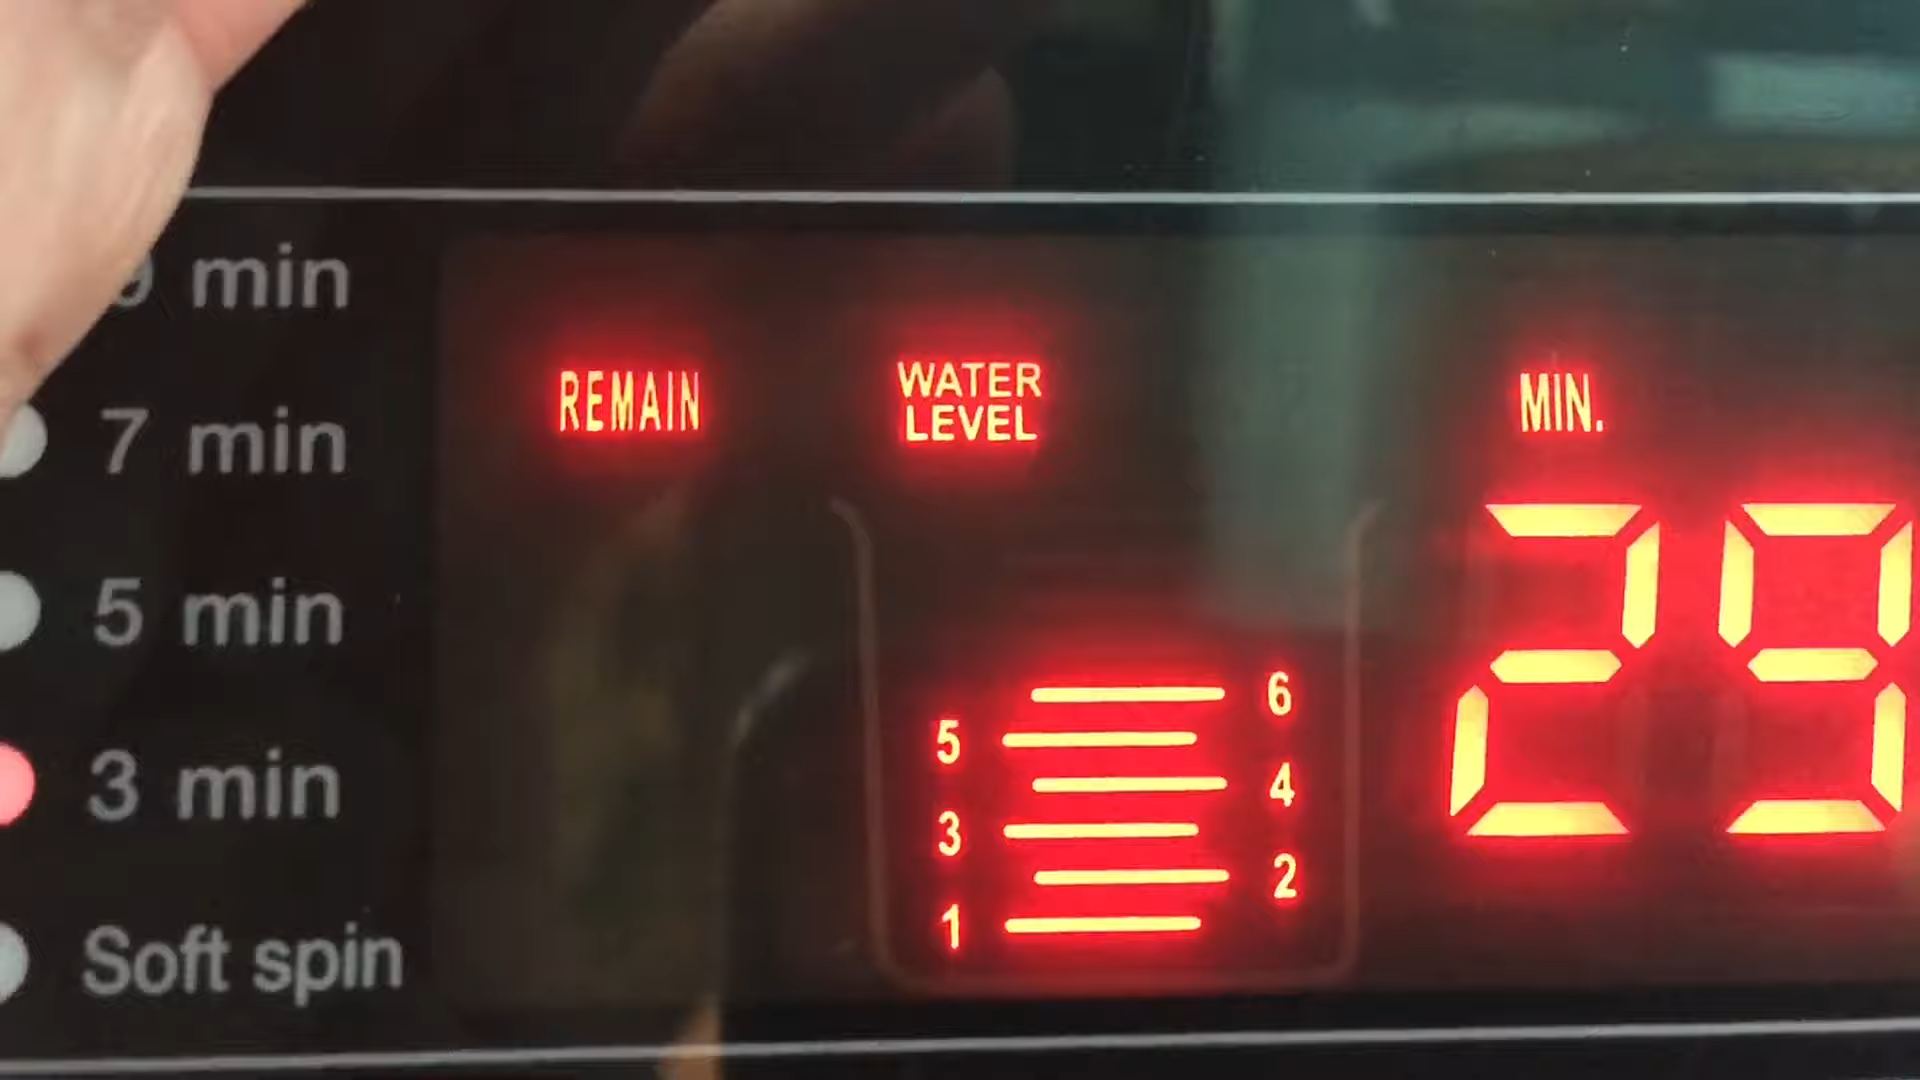 9 min
7 min
5 min
3 min
Soft spin
REMAIN
WATER
LEVEL
6
5
4
3
2
1
MIN.
29